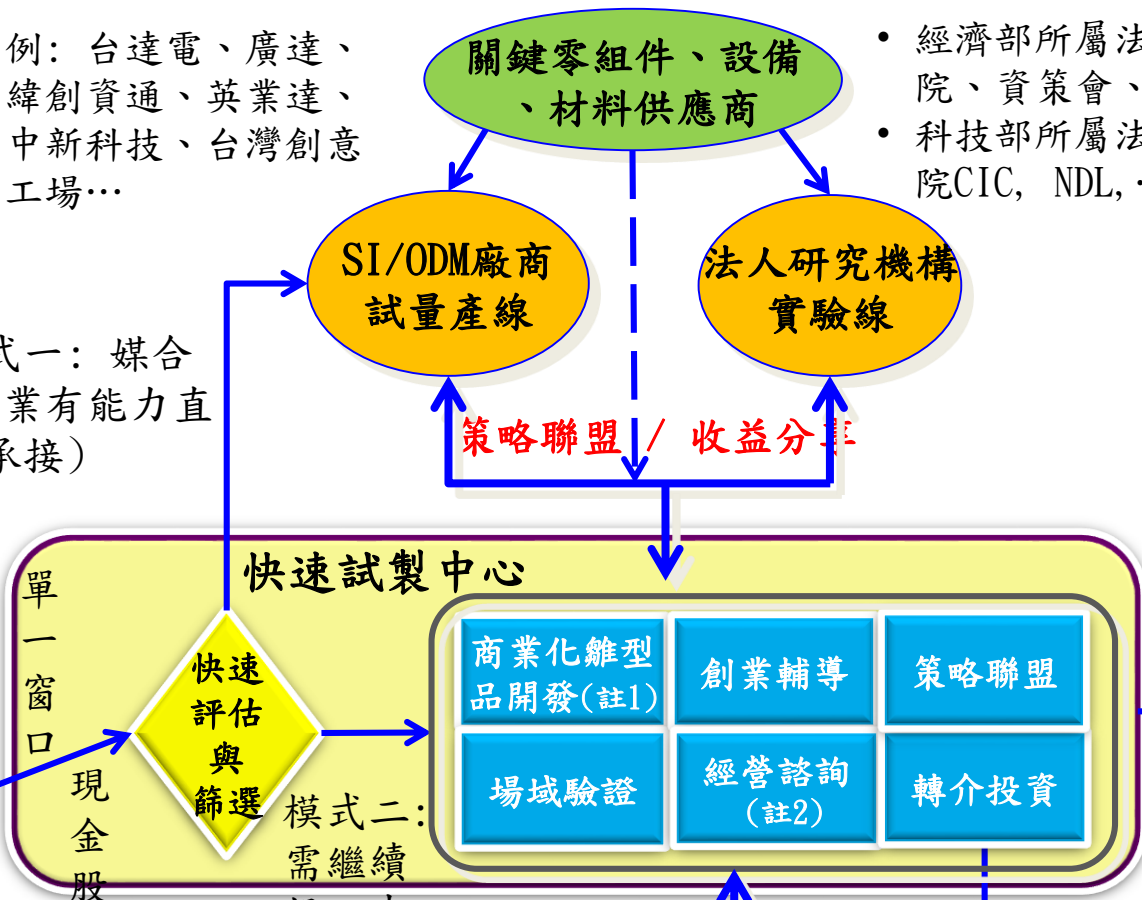 例: 台達電、廣達、
緯創資通、英業達、
中新科技、台灣創意
工場…
關鍵零組件、設備
、材料供應商
• 經濟部所屬法
院、資策會、
• 科技部所屬法
院CIC, NDL,
SI/ODM廠商
試量產線
法人研究機構
實驗線
式一: 媒合
業有能力直
承接)
策略聯盟 / 收益分享
快速試製中心
單一窗口
現金股
快速
評估
與
篩選
模式二:
需繼續
商業化雛型
品開發(註1)
創業輔導
策略聯盟
場域驗證
經營諮詢
(註2)
轉介投資